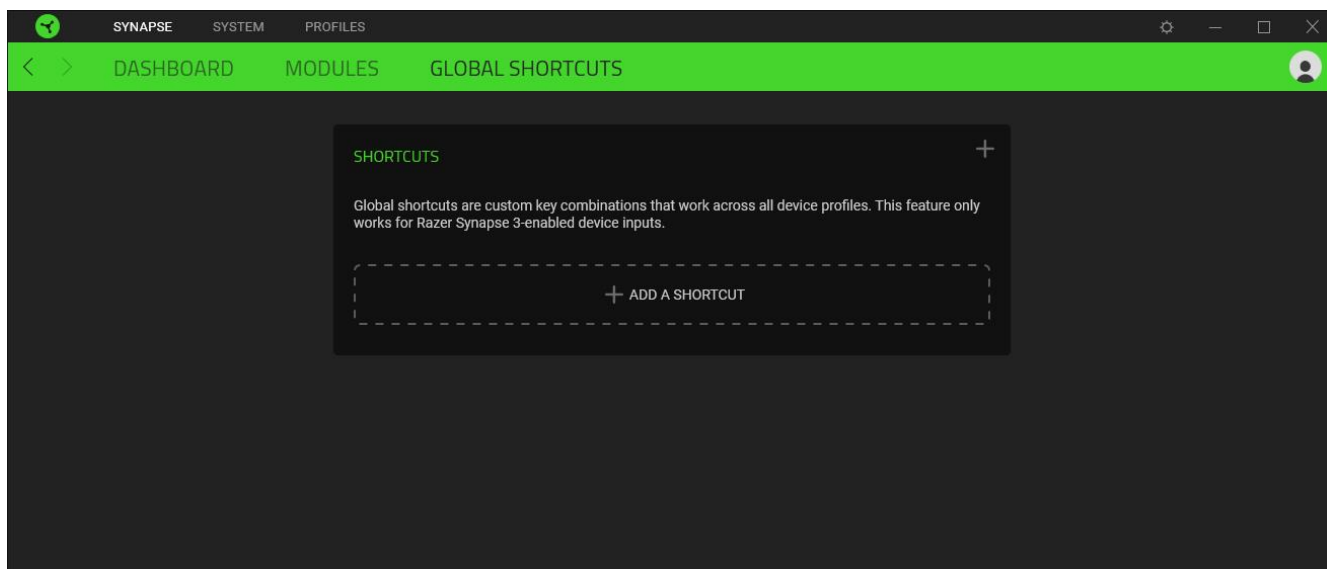 SYNAPSE SYSTEM PROFILES
DASHBOARD MODULES GLOBAL SHORTCUTS
SHORTCUTS
Global shortcuts are custom key combinations that work across all device profiles. This feature only
works for Razer Synapse 3-enabled device inputs.
ADD A SHORTCUT